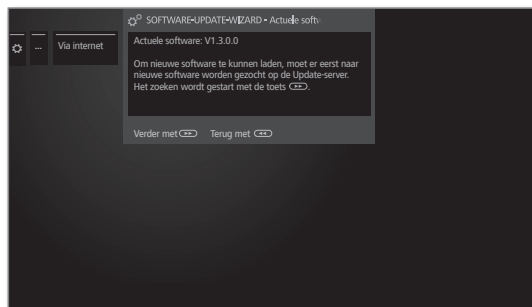 SOFTWARE-UPDATE-WIZARD - Actuele softw
... Via internet
Actuele software: V1.3.0.0
Om nieuwe software te kunnen laden, moet er eerst naar
nieuwe software worden gezocht op de Update-server.
Het zoeken wordt gestart met de toets ▶▶.
Verder met ▶▶ Terug met ◀◀